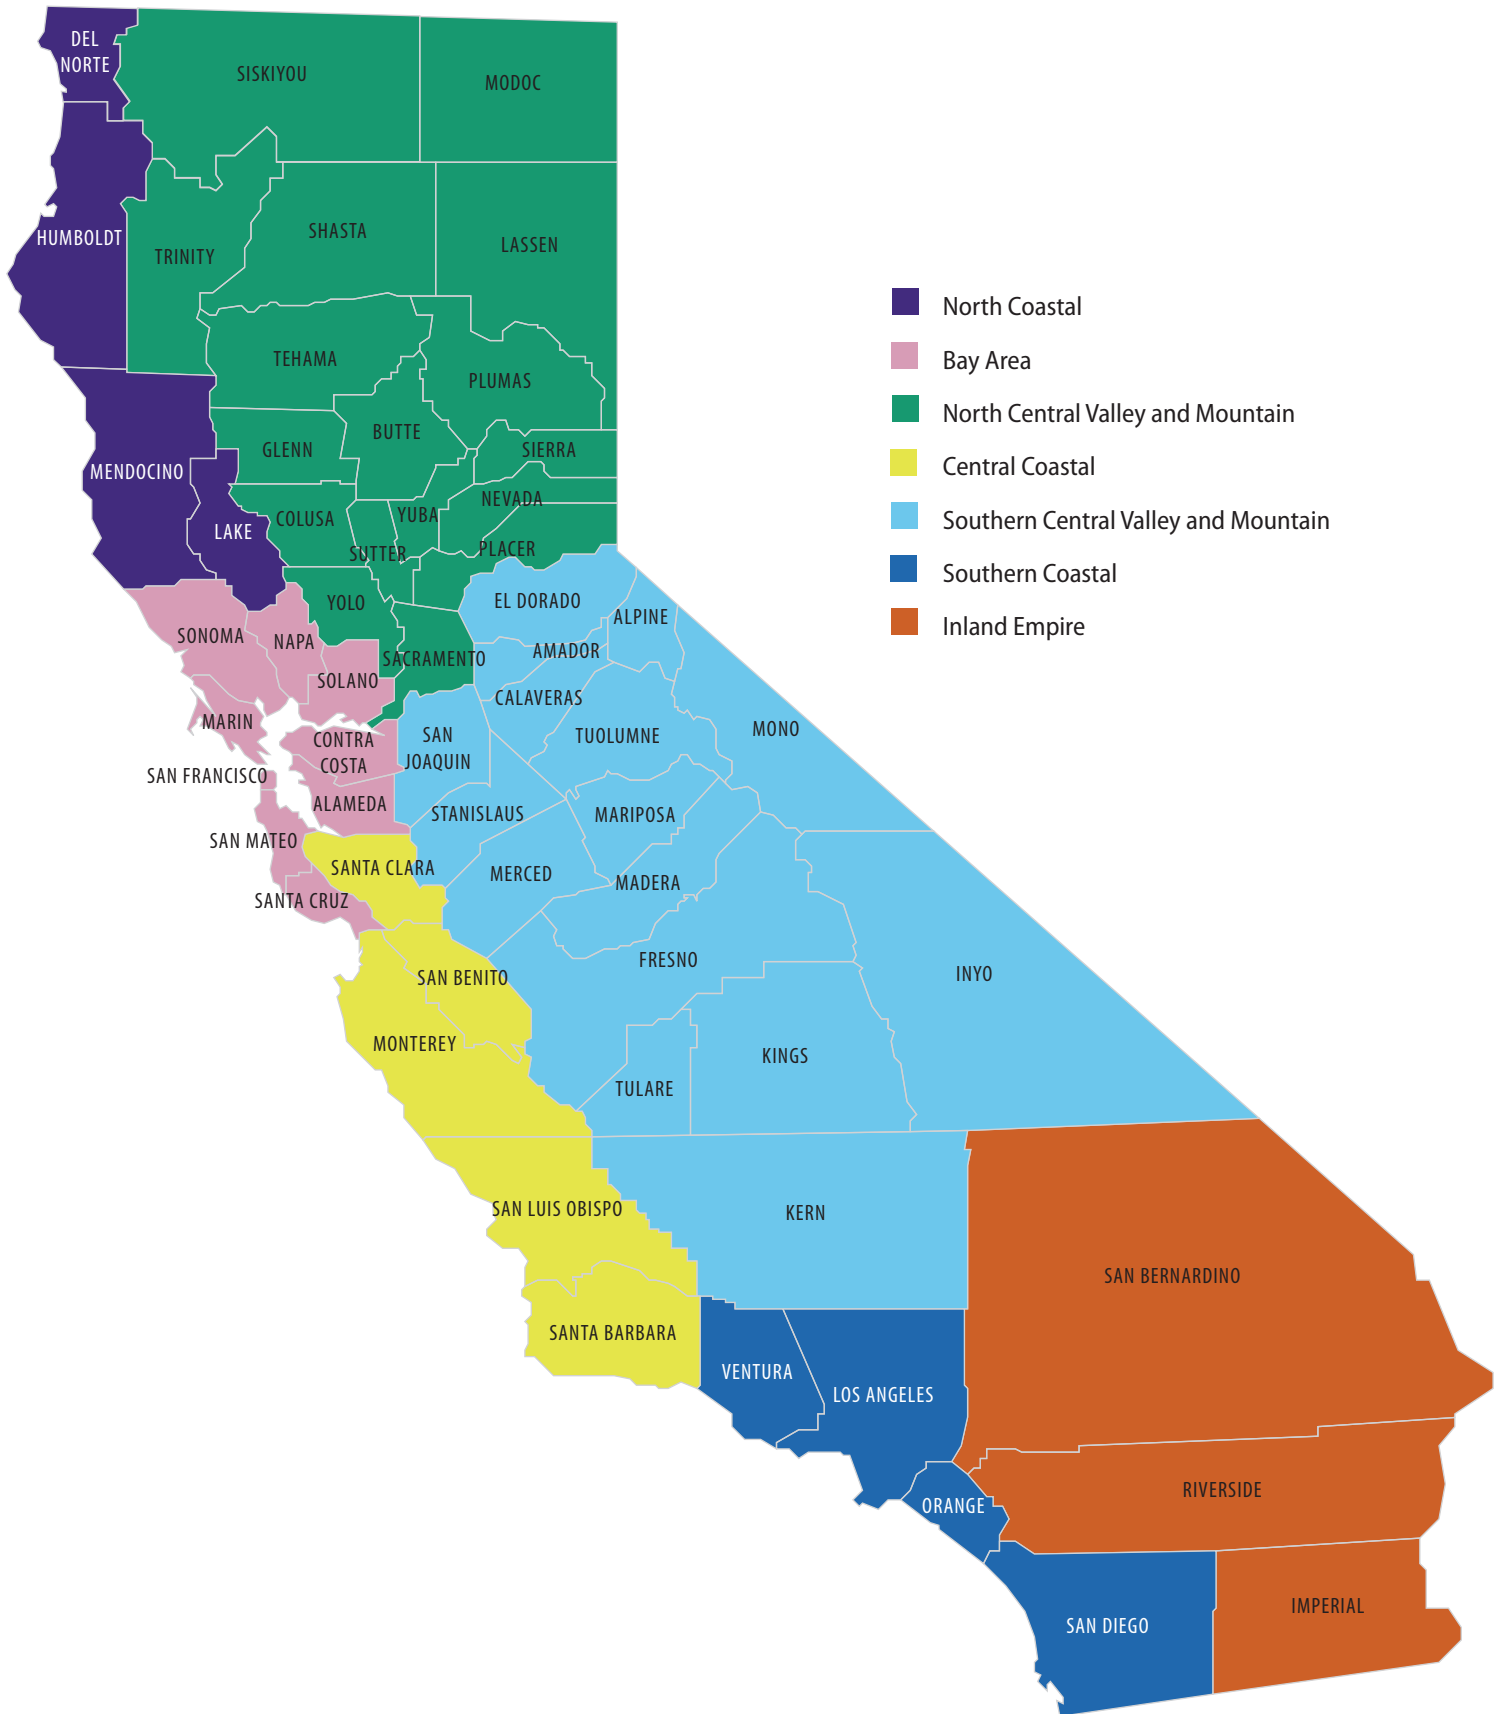 DEL
NORTE
SISKIYOU
MODOC
HUMBOLDT
TRINITY
SHASTA
LASSEN
TEHAMA
PLUMAS
GLENN
BUTTE
SIERRA
MENDOCINO
LAKE
COLUSA
SUTTER
YUBA
NEVADA
PLACER
YOLO
EL DORADO
ALPINE
SONOMA
NAPA
SOLANO
SACRAMENTO
AMADOR
CALAVERAS
MARIN
CONTRA
COSTA
SAN
JOAQUIN
TUOLUMNE
MONO
SAN FRANCISCO
ALAMEDA
STANISLAUS
MARIPOSA
SAN MATEO
SANTA CLARA
MERCED
MADERA
SANTA CRUZ
SAN BENITO
FRESNO
INYO
MONTEREY
TULARE
KINGS
SAN LUIS OBISPO
KERN
SAN BERNARDINO
SANTA BARBARA
VENTURA
LOS ANGELES
ORANGE
RIVERSIDE
SAN DIEGO
IMPERIAL
North Coastal
Bay Area
North Central Valley and Mountain
Central Coastal
Southern Central Valley and Mountain
Southern Coastal
Inland Empire